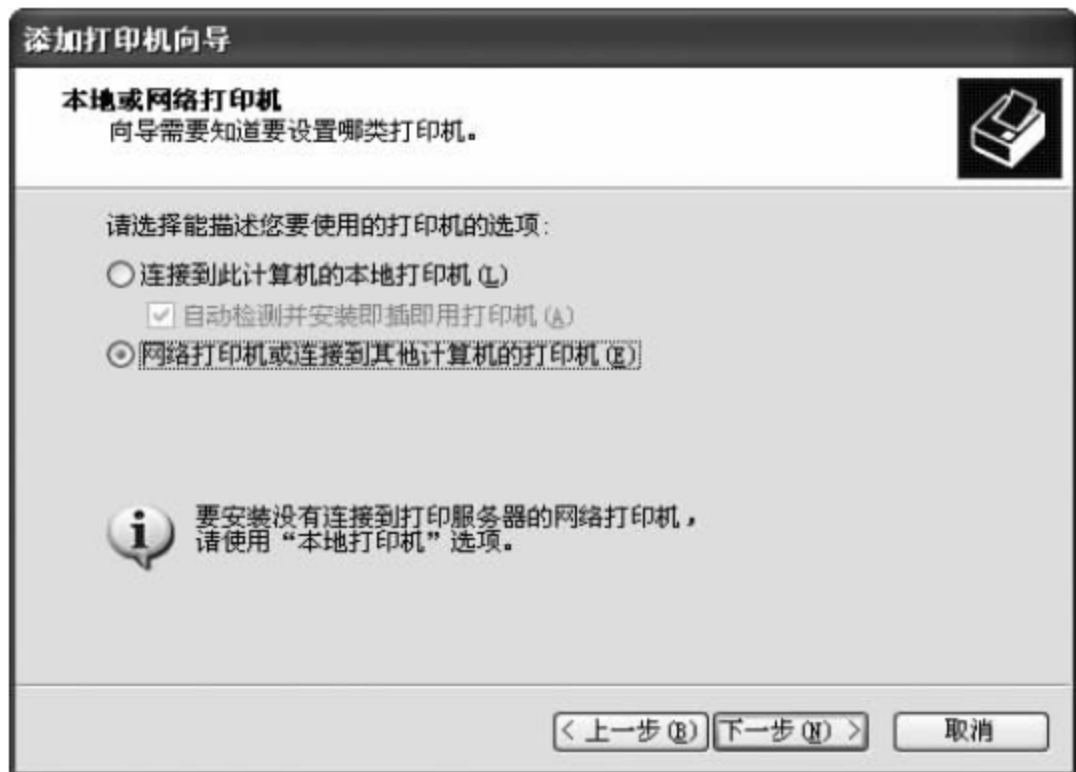 添加打印机向导
本地或网络打印机
向导需要知道要设置哪类打印机。
请选择能描述您要使用的打印机的选项:
连接到此计算机的本地打印机(L)
自动检测并安装即插即用打印机(A)
网络打印机或连接到其他计算机的打印机(E)
要安装没有连接到打印服务器的网络打印机，
请使用“本地打印机”选项。
< 上一步(B) 下一步(N) > 取消